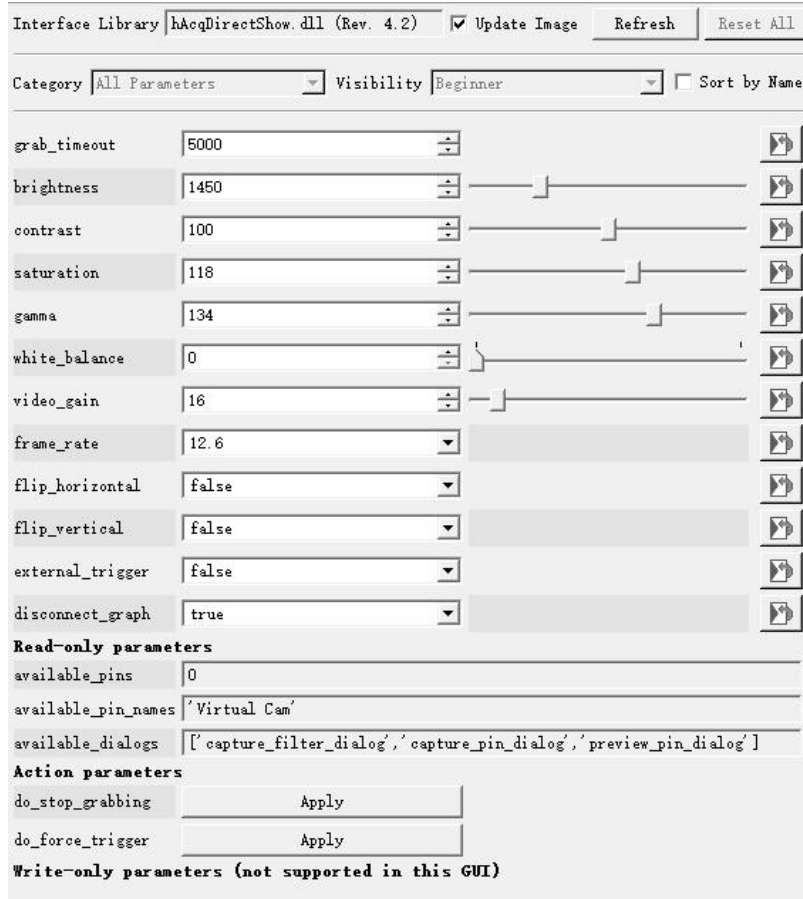 Interface Library hAcqDirectShow.dll (Rev. 4.2) Update Image Refresh Reset All
Category All Parameters Visibility Beginner Sort by Name
grab_timeout 5000
brightness 1450
contrast 100
saturation 118
gamma 134
white_balance 0
video_gain 16
frame_rate 12.6
flip_horizontal false
flip_vertical false
external_trigger false
disconnect_graph true
Read-only parameters
available_pins 0
available_pin_names 'Virtual Cam'
available_dialogs ['capture_filter_dialog','capture_pin_dialog','preview_pin_dialog']
Action parameters
do_stop_grabbing Apply
do_force_trigger Apply
Write-only parameters (not supported in this GUI)